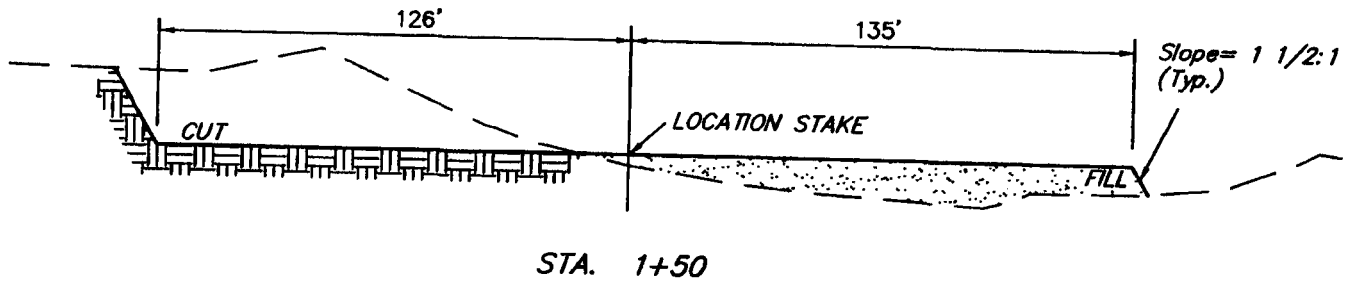 126'
135'
Slope= 1 1/2:1
(Typ.)
CUT
LOCATION STAKE
FILL
STA. 1+50